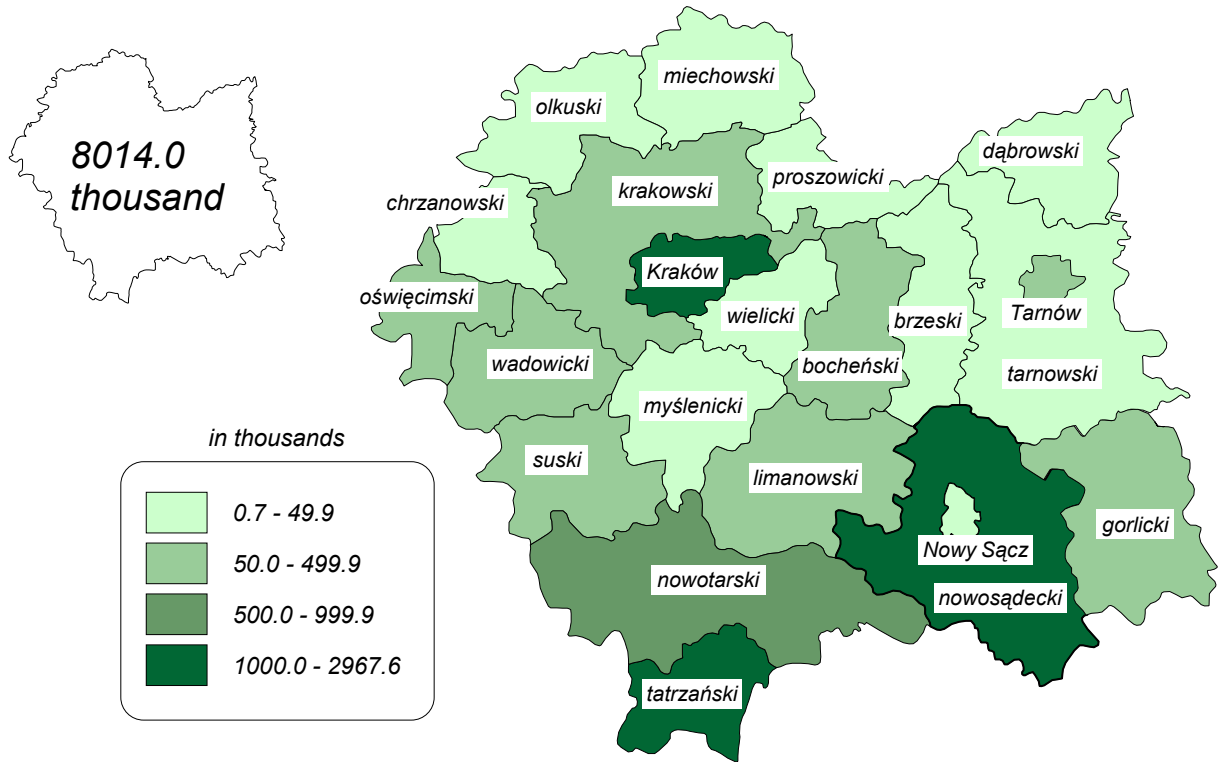 8014.0
thousand
miechowski
olkuski
dąbrowski
proszowicki
krakowski
chrzanowski
Kraków
oświęcimski
wielicki
brzeski
Tarnów
wadowicki
bocheński
tarnowski
myślenicki
suski
limanowski
gorlicki
Nowy Sącz
nowotarski
nowosądecki
tatrzański
in thousands
0.7 - 49.9
50.0 - 499.9
500.0 - 999.9
1000.0 - 2967.6